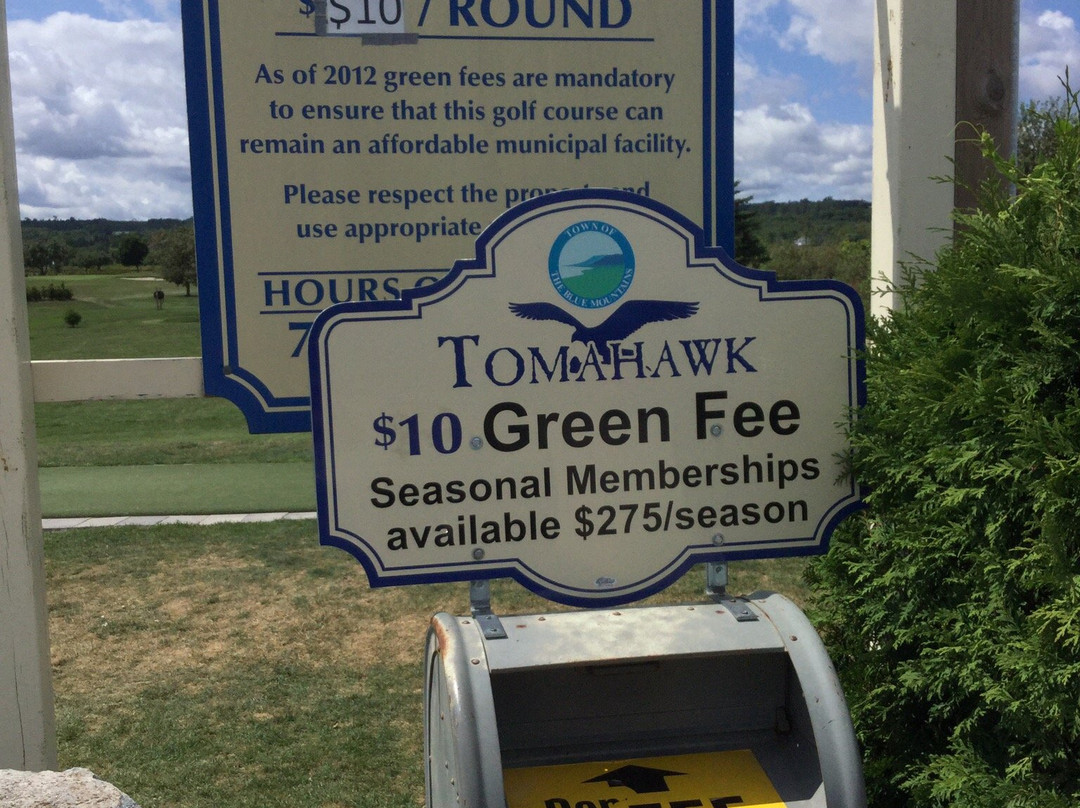 $ $10 / ROUND
As of 2012 green fees are mandatory
to ensure that this golf course can
remain an affordable municipal facility.
Please respect the and
use appropriate
HOURS
7
TOWN OF
THE BLUE MOUNTAINS
TOMAHAWK
$10 Green Fee
Seasonal Memberships
available $275/season